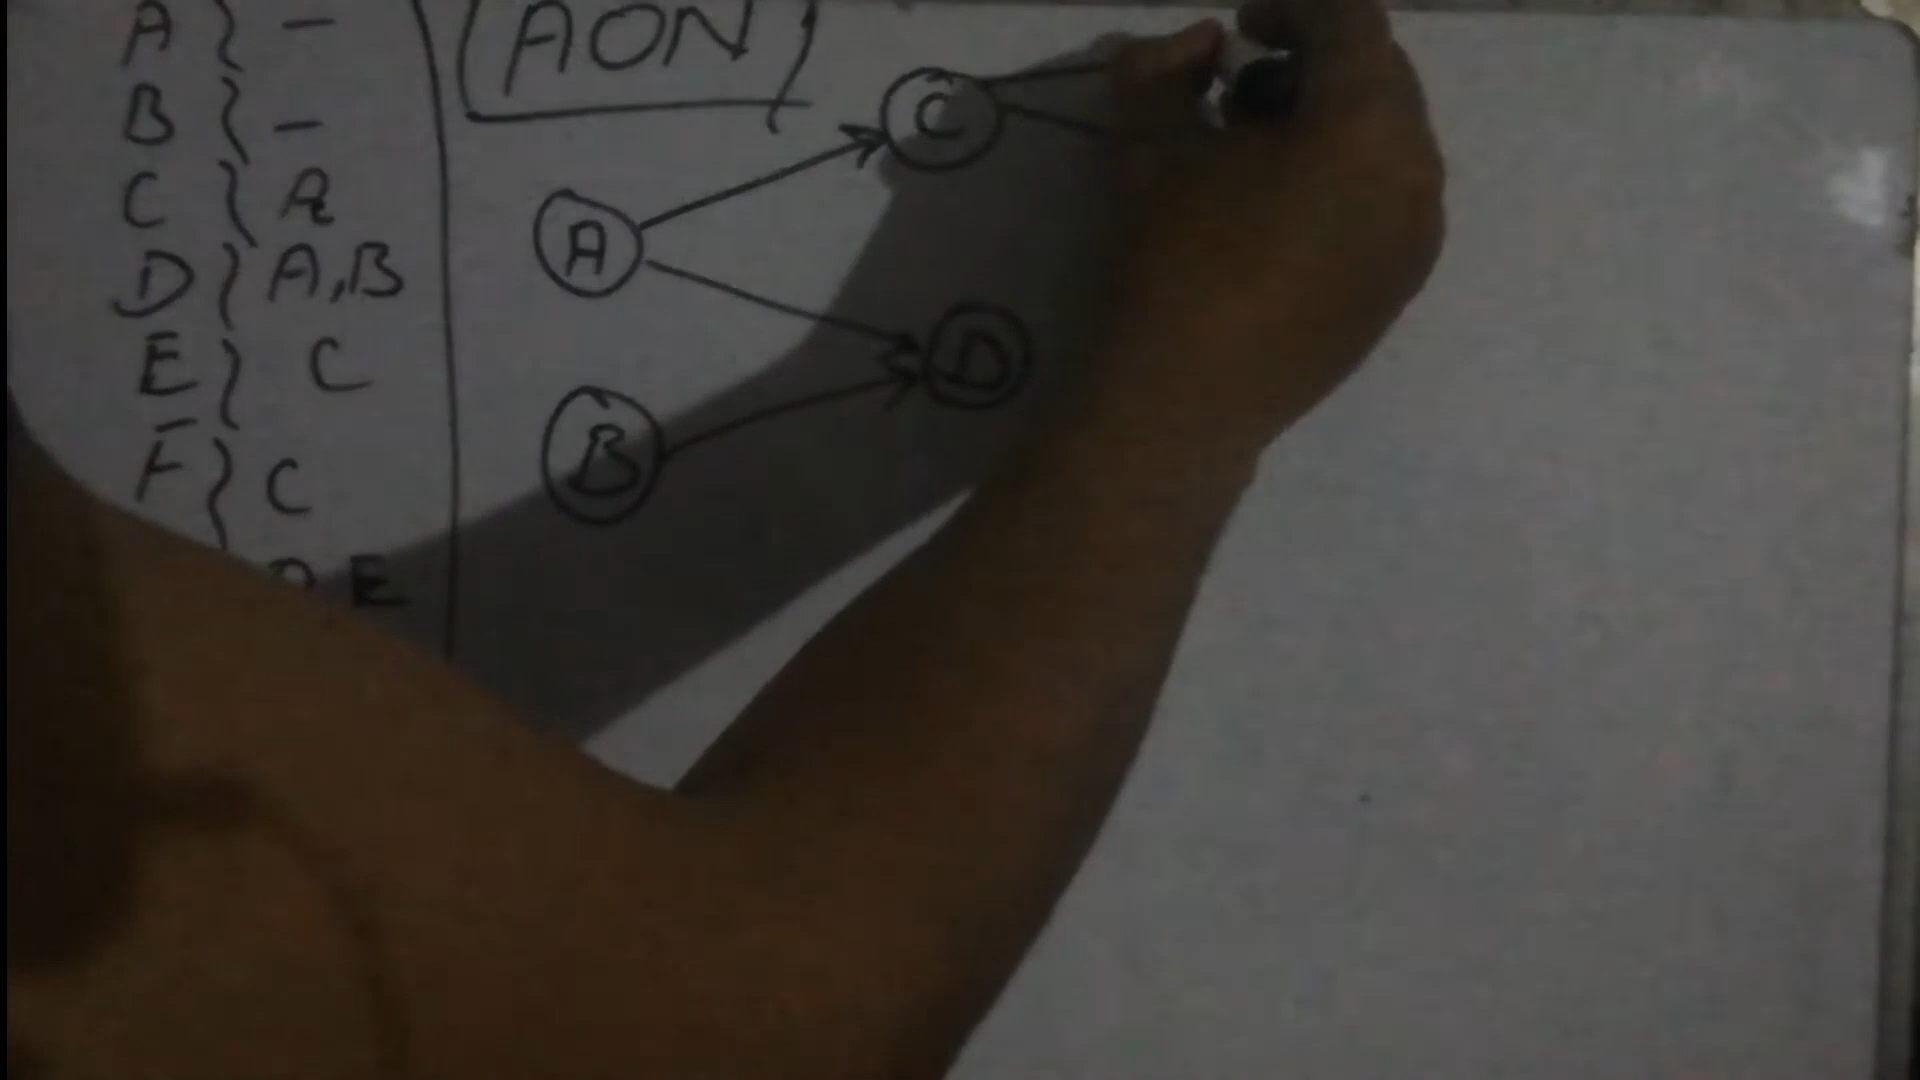 A } -
B } -
C } A
D } A,B
E } C
F } C
E
(AON)
C
A
D
B